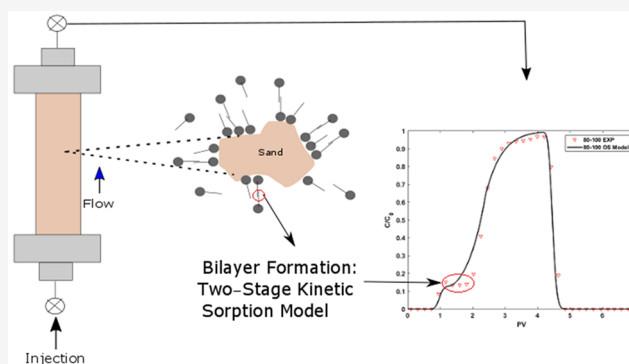 Flow
Injection
Sand
Bilayer Formation:
Two-Stage Kinetic
Sorption Model
80-100 EXP
80-100 OS Model
C/C0
1
0.9
0.8
0.7
0.6
0.5
0.4
0.3
0.2
0.1
0
0 1 2 3 4 5 6
PV